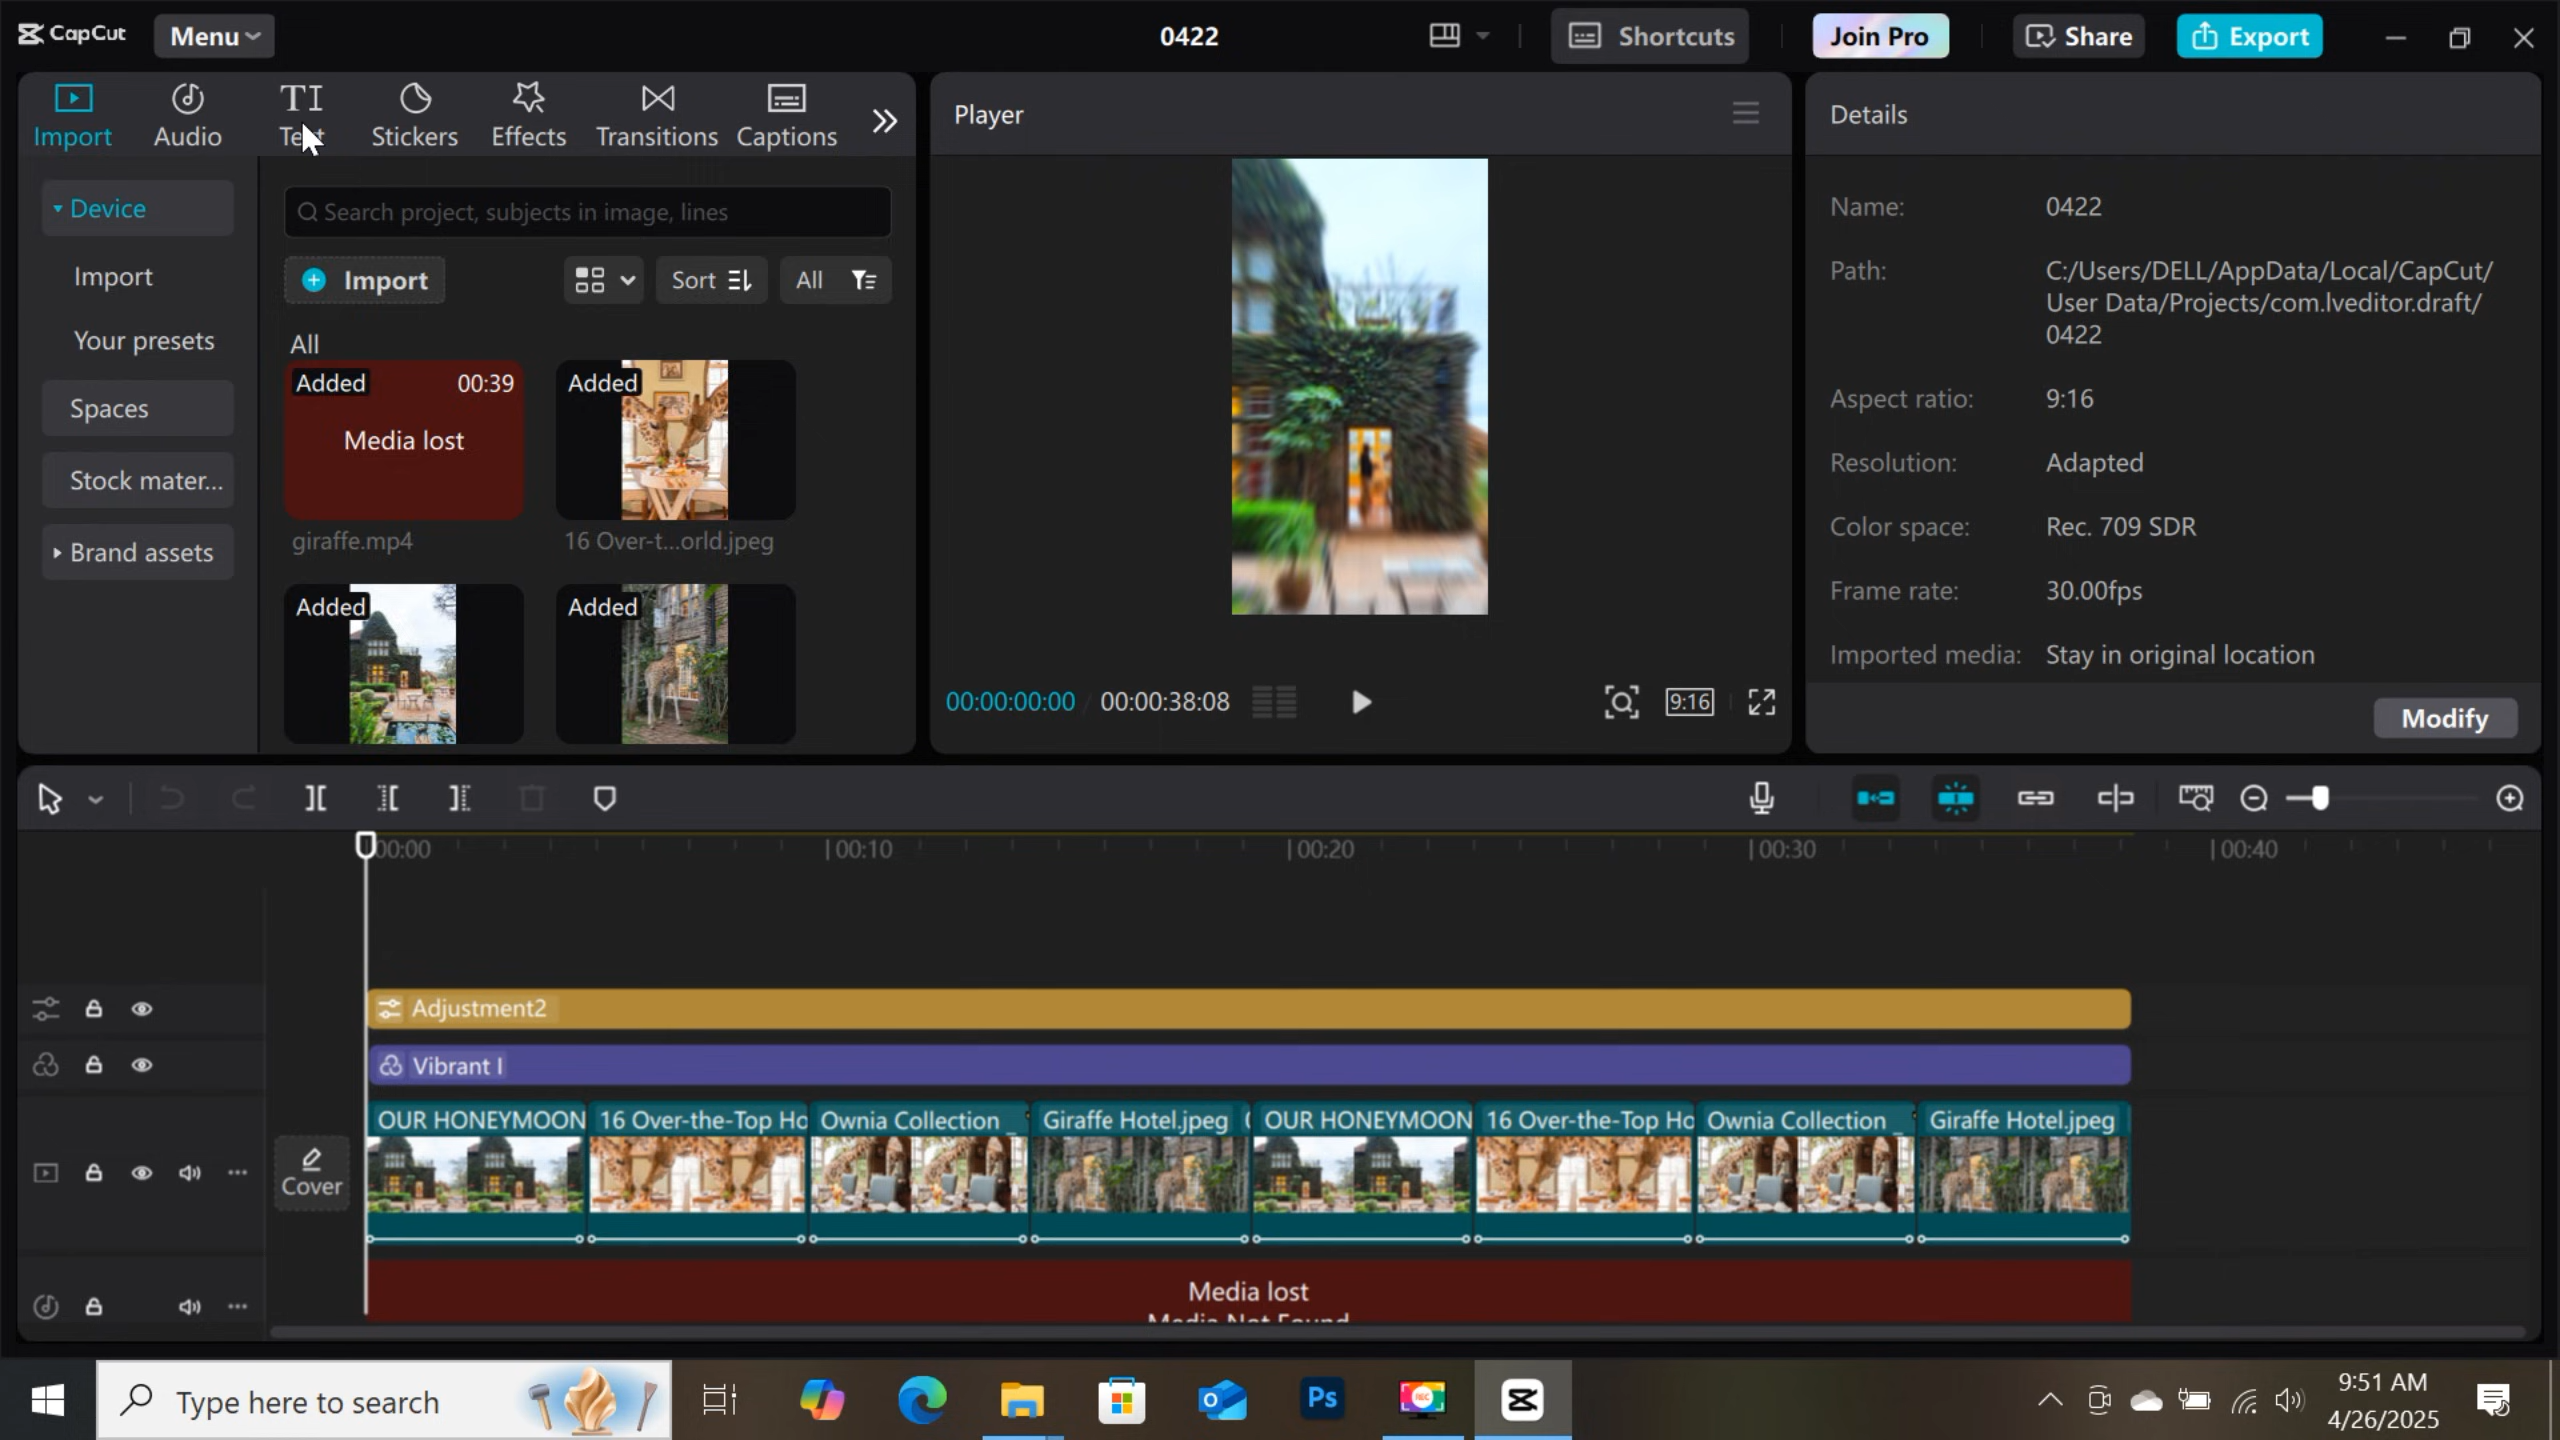 CapCut
Menu
0422
Shortcuts
Join Pro
Share
Export
Import
Audio
Text
Stickers
Effects
Transitions
Captions
Device
Import
Your presets
Spaces
Stock mater...
Brand assets
Search project, subjects in image, lines
Import
Sort
All
All
Added
00:39
Media lost
giraffe.mp4
Added
16 Over-t...orld.jpeg
Added
Added
Player
00:00:00:00 / 00:00:38:08
9:16
Details
Name: 0422
Path: C:/Users/DELL/AppData/Local/CapCut/
User Data/Projects/com.lveditor.draft/
0422
Aspect ratio: 9:16
Resolution: Adapted
Color space: Rec. 709 SDR
Frame rate: 30.00fps
Imported media: Stay in original location
Modify
00:00
00:10
00:20
00:30
00:40
Adjustment2
Vibrant I
Cover
OUR HONEYMOON
16 Over-the-Top Ho
Ownia Collection _
Giraffe Hotel.jpeg
OUR HONEYMOON
16 Over-the-Top Ho
Ownia Collection _
Giraffe Hotel.jpeg
Media lost
Media Not Found
Type here to search
Ps
REC
9:51 AM
4/26/2025